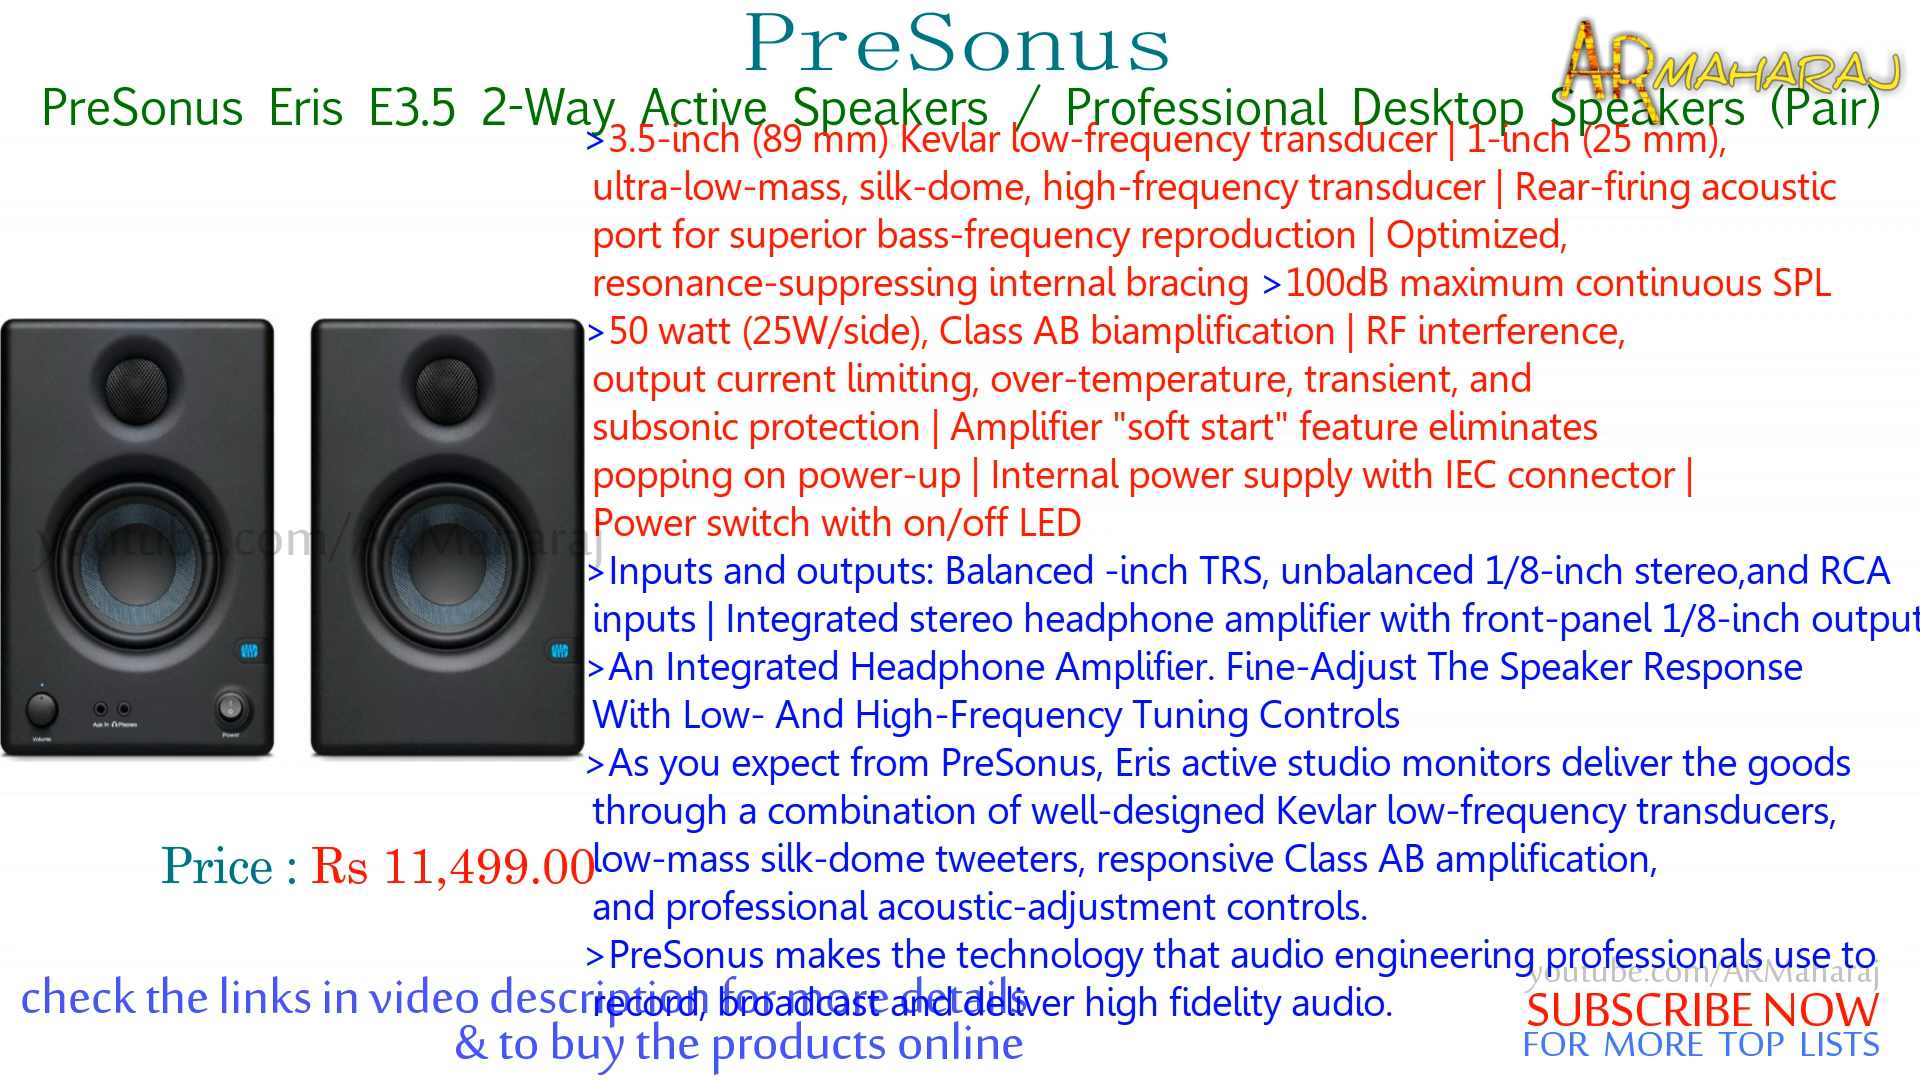 PreSonus
ARMAHARAJ
PreSonus Eris E3.5 2-Way Active Speakers / Professional Desktop Speakers (Pair)
>3.5-inch (89 mm) Kevlar low-frequency transducer | 1-inch (25 mm),
ultra-low-mass, silk-dome, high-frequency transducer | Rear-firing acoustic
port for superior bass-frequency reproduction | Optimized,
resonance-suppressing internal bracing >100dB maximum continuous SPL
>50 watt (25W/side), Class AB biamplification | RF interference,
output current limiting, over-temperature, transient, and
subsonic protection | Amplifier "soft start" feature eliminates
popping on power-up | Internal power supply with IEC connector |
Power switch with on/off LED
>Inputs and outputs: Balanced -inch TRS, unbalanced 1/8-inch stereo,and RCA
inputs | Integrated stereo headphone amplifier with front-panel 1/8-inch output
>An Integrated Headphone Amplifier. Fine-Adjust The Speaker Response
With Low- And High-Frequency Tuning Controls
>As you expect from PreSonus, Eris active studio monitors deliver the goods
through a combination of well-designed Kevlar low-frequency transducers,
low-mass silk-dome tweeters, responsive Class AB amplification,
and professional acoustic-adjustment controls.
>PreSonus makes the technology that audio engineering professionals use to
record, broadcast and deliver high fidelity audio.
youtube.com/ARMaharaj
Volume
Aux In
Phones
Power
Price : Rs 11,499.00
check the links in video description for more details
& to buy the products online
youtube.com/ARMaharaj
SUBSCRIBE NOW
FOR MORE TOP LISTS